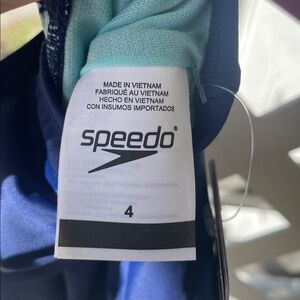 MADE IN VIETNAM
FABRIQUÉ AU VIETNAM
HECHO EN VIETNAM
CON INSUMOS IMPORTADOS
speedo®
4